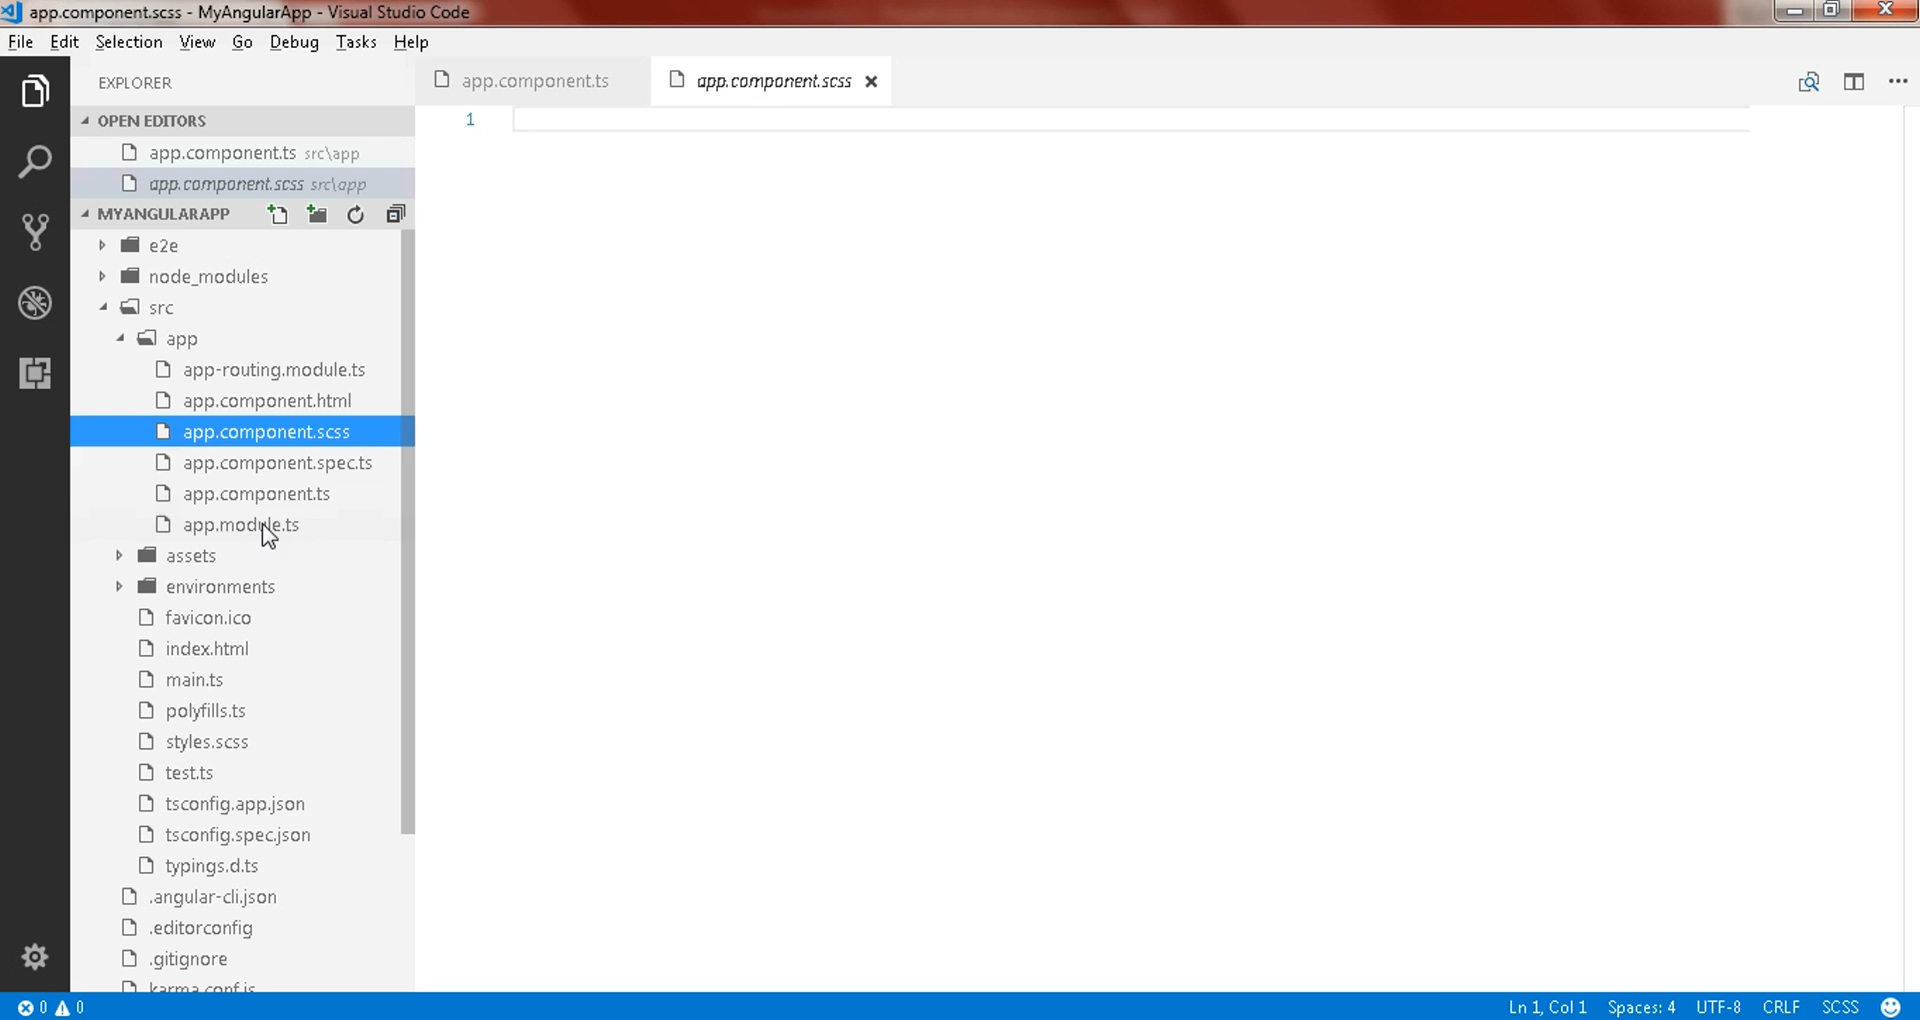 app.component.scss - MyAngularApp - Visual Studio Code
File Edit Selection View Go Debug Tasks Help
EXPLORER
OPEN EDITORS
app.component.ts src\app
app.component.scss src\app
MYANGULARAPP
e2e
node_modules
src
app
app-routing.module.ts
app.component.html
app.component.scss
app.component.spec.ts
app.component.ts
app.module.ts
assets
environments
favicon.ico
index.html
main.ts
polyfills.ts
styles.scss
test.ts
tsconfig.app.json
tsconfig.spec.json
typings.d.ts
.angular-cli.json
.editorconfig
.gitignore
karma.conf.js
app.component.ts app.component.scss
1
0 0 Ln 1, Col 1 Spaces: 4 UTF-8 CRLF SCSS